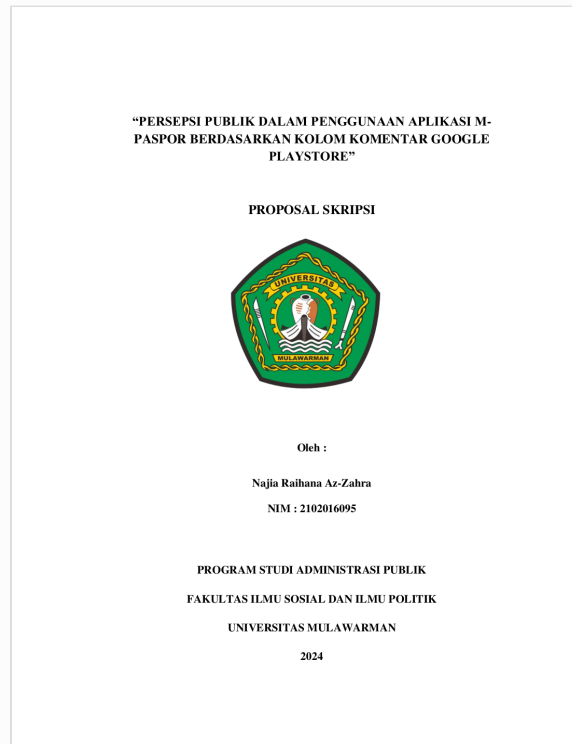 “PERSEPSI PUBLIK DALAM PENGGUNAAN APLIKASI M-
PASPOR BERDASARKAN KOLOM KOMENTAR GOOGLE
PLAYSTORE”
PROPOSAL SKRIPSI
UNIVERSITAS
MULAWARMAN
Oleh :
Najia Raihana Az-Zahra
NIM : 2102016095
PROGRAM STUDI ADMINISTRASI PUBLIK
FAKULTAS ILMU SOSIAL DAN ILMU POLITIK
UNIVERSITAS MULAWARMAN
2024